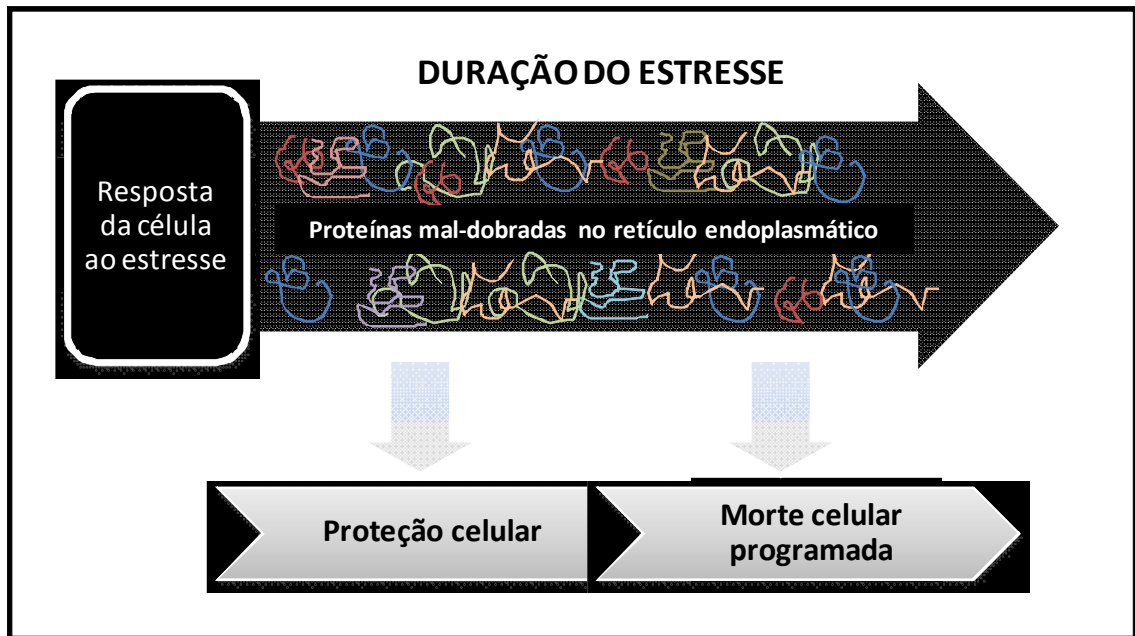 DURAÇÃO DO ESTRESSE
Resposta
da célula
ao estresse
Proteínas mal-dobradas no retículo endoplasmático
Proteção celular
Morte celular
programada